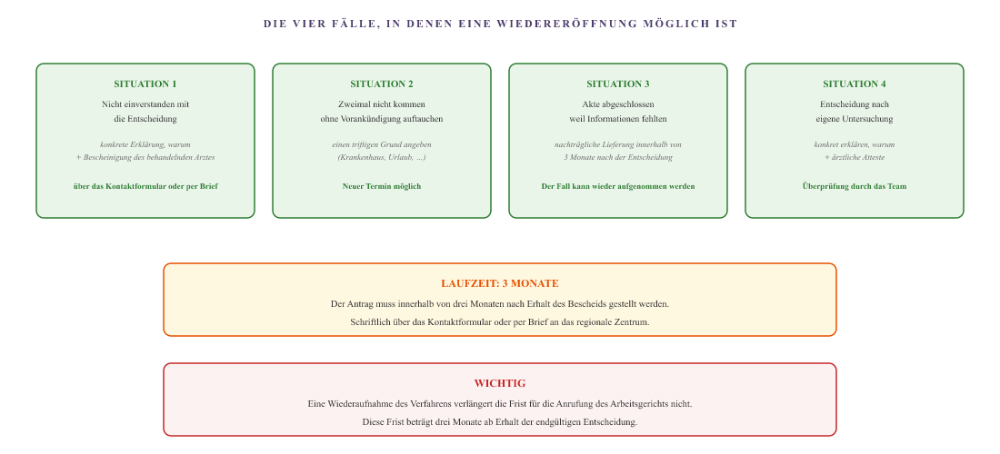 DIE VIER FÄLLE, IN DENEN EINE WIEDERERÖFFNUNG MÖGLICH IST
SITUATION 1
Nicht einverstanden mit
die Entscheidung
konkrete Erklärung, warum
+ Bescheinigung des behandelnden Arztes
über das Kontaktformular oder per Brief
SITUATION 2
Zweimal nicht kommen
ohne Vorankündigung auftauchen
einen triftigen Grund angeben
(Krankenhaus, Urlaub, ...)
Neuer Termin möglich
SITUATION 3
Akte abgeschlossen
weil Informationen fehlten
nachträgliche Lieferung innerhalb von
3 Monate nach der Entscheidung
Der Fall kann wieder aufgenommen werden
SITUATION 4
Entscheidung nach
eigene Untersuchung
konkret erklären, warum
+ ärztliche Atteste
Überprüfung durch das Team
LAUFZEIT: 3 MONATE
Der Antrag muss innerhalb von drei Monaten nach Erhalt des Bescheids gestellt werden.
Schriftlich über das Kontaktformular oder per Brief an das regionale Zentrum.
WICHTIG
Eine Wiederaufnahme des Verfahrens verlängert die Frist für die Anrufung des Arbeitsgerichts nicht.
Diese Frist beträgt drei Monate ab Erhalt der endgültigen Entscheidung.